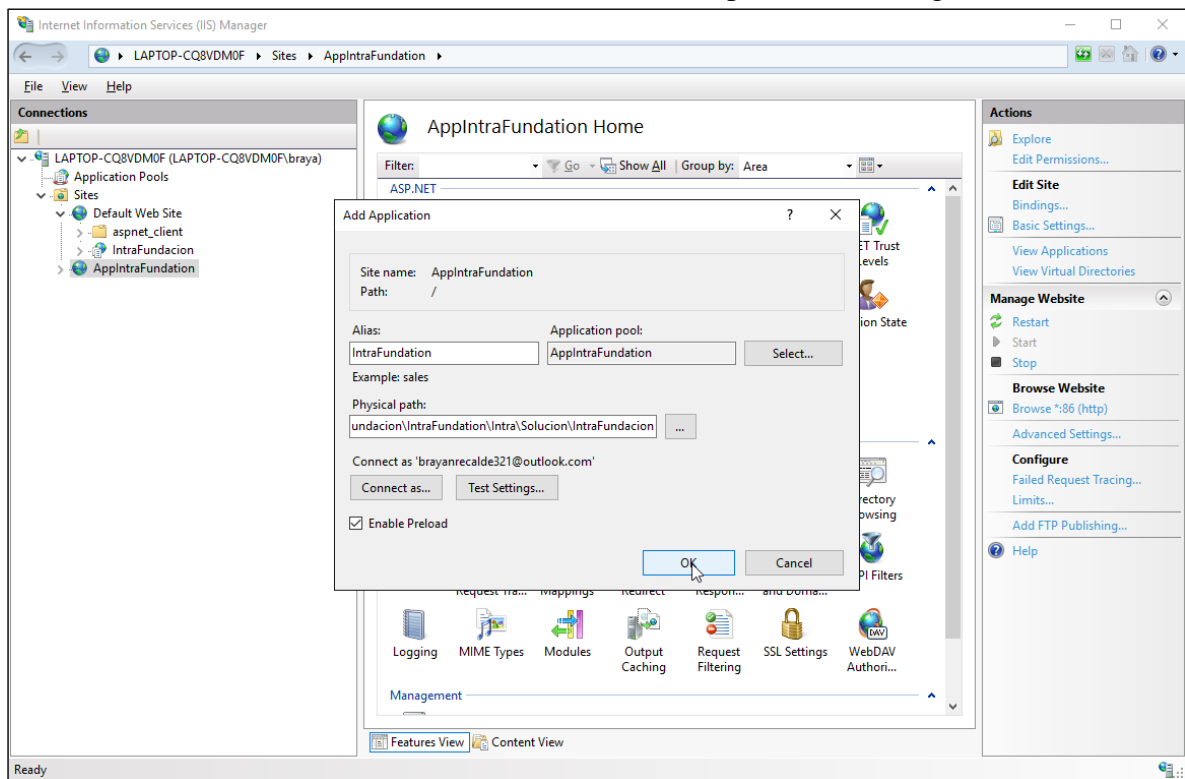 Internet Information Services (IIS) Manager
LAPTOP-CQ8VDM0F Sites AppIntraFundation
File View Help
Connections
LAPTOP-CQ8VDM0F (LAPTOP-CQ8VDM0F\braya)
Application Pools
Sites
Default Web Site
aspnet_client
IntraFundacion
AppIntraFundation
AppIntraFundation Home
Filter: Go Show All Group by: Area
ASP.NET
ET Trust
evels
ion State
Add Application
Site name: AppIntraFundation
Path: /
Alias:
Application pool:
IntraFundation
AppIntraFundation
Select...
Example: sales
Physical path:
undacion\IntraFundation\Intra\Solucion\IntraFundacion
...
Connect as 'brayanrecalde321@outlook.com'
Connect as...
Test Settings...
Enable Preload
OK
Cancel
rectory
owsing
PI Filters
Mappings Redirect
Logging
MIME Types
Modules
Output
Caching
Request
Filtering
SSL Settings
WebDAV
Authori...
Management
Features View
Content View
Actions
Explore
Edit Permissions...
Edit Site
Bindings...
Basic Settings...
View Applications
View Virtual Directories
Manage Website
Restart
Start
Stop
Browse Website
Browse *:86 (http)
Advanced Settings...
Configure
Failed Request Tracing...
Limits...
Add FTP Publishing...
Help
Ready